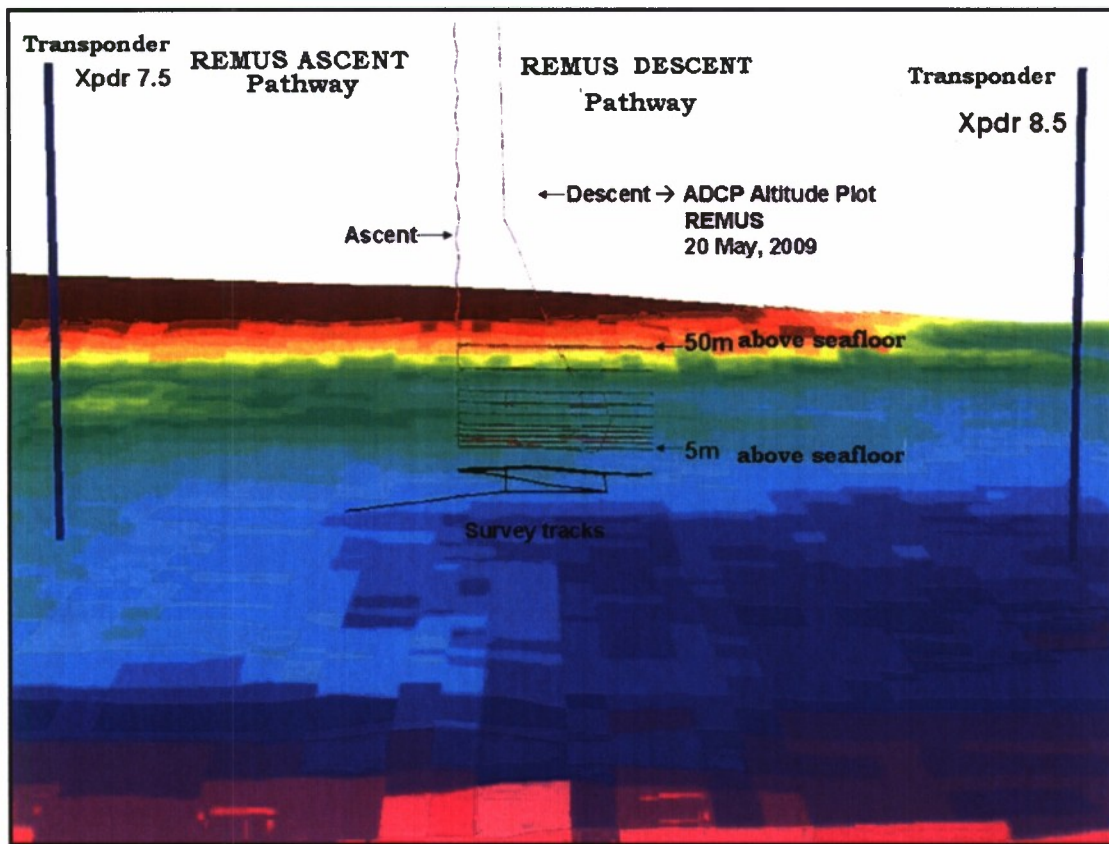 Transponder
Xpdr 7.5
REMUS ASCENT
Pathway
REMUS DESCENT
Pathway
Transponder
Xpdr 8.5
←Descent→ ADCP Altitude Plot
REMUS
20 May, 2009
Ascent→
←50m above seafloor
←5m above seafloor
Survey tracks